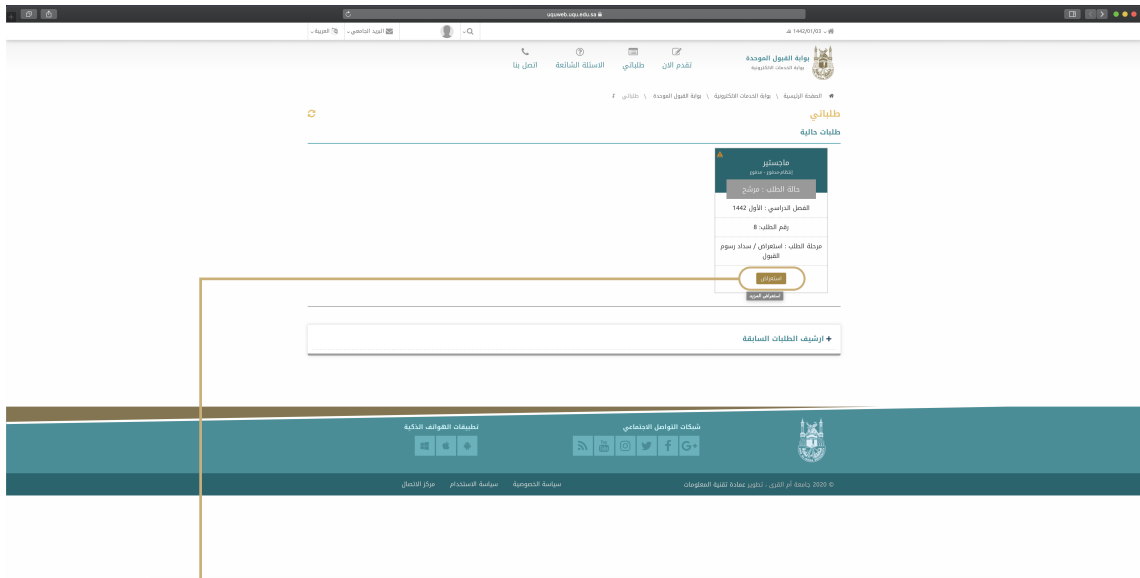 uquweb.uqu.edu.sa
1442/01/03 هـ
البريد الجامعي
العربية
بوابة القبول الموحدة
بوابة الخدمات الالكترونية
تقدم الان
طلباتي
الاسئلة الشائعة
اتصل بنا
الصفحة الرئيسية \ بوابة الخدمات الالكترونية \ بوابة القبول الموحدة \ طلباتي
طلباتي
طلبات حالية
ماجستير
إنتظام-مدفوع - مدفوع
حالة الطلب : مرشح
الفصل الدراسي : الأول 1442
رقم الطلب: 8
مرحلة الطلب : استعراض / سداد رسوم
القبول
استعراض
استعراض المزيد
+ ارشيف الطلبات السابقة
شبكات التواصل الاجتماعي
تطبيقات الهواتف الذكية
© 2020 جامعة أم القرى - تطوير عمادة تقنية المعلومات
سياسة الخصوصية
سياسة الاستخدام
مركز الاتصال